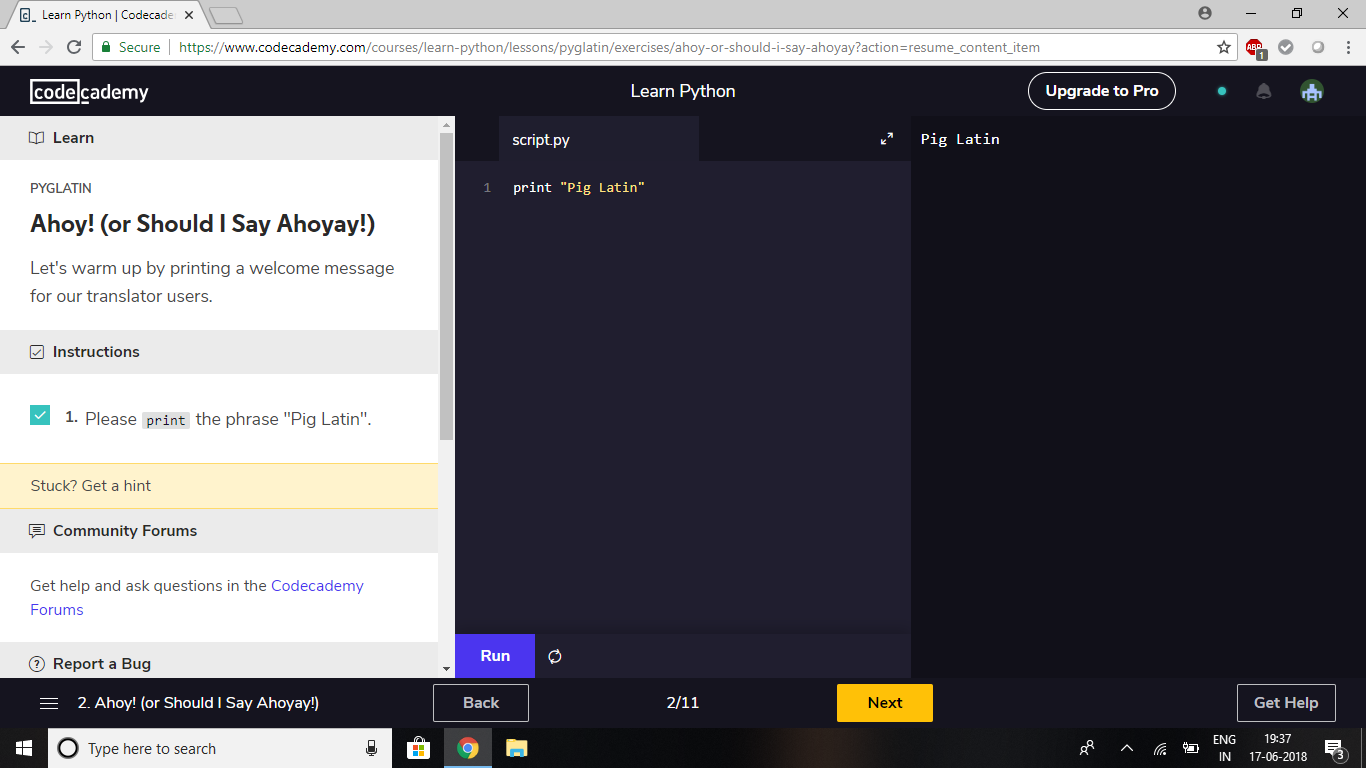 Learn Python | Codecade
Secure
https://www.codecademy.com/courses/learn-python/lessons/pyglatin/exercises/ahoy-or-should-i-say-ahoyay?action=resume_content_item
ABP
1
codecademy
Learn Python
Upgrade to Pro
Learn
PYGLATIN
Ahoy! (or Should I Say Ahoyay!)
Let's warm up by printing a welcome message
for our translator users.
Instructions
1. Please print the phrase "Pig Latin".
Stuck? Get a hint
Community Forums
Get help and ask questions in the Codecademy
Forums
Report a Bug
script.py
1 print "Pig Latin"
Run
Pig Latin
2. Ahoy! (or Should I Say Ahoyay!)
Back
2/11
Next
Get Help
Type here to search
ENG
IN
19:37
17-06-2018
3